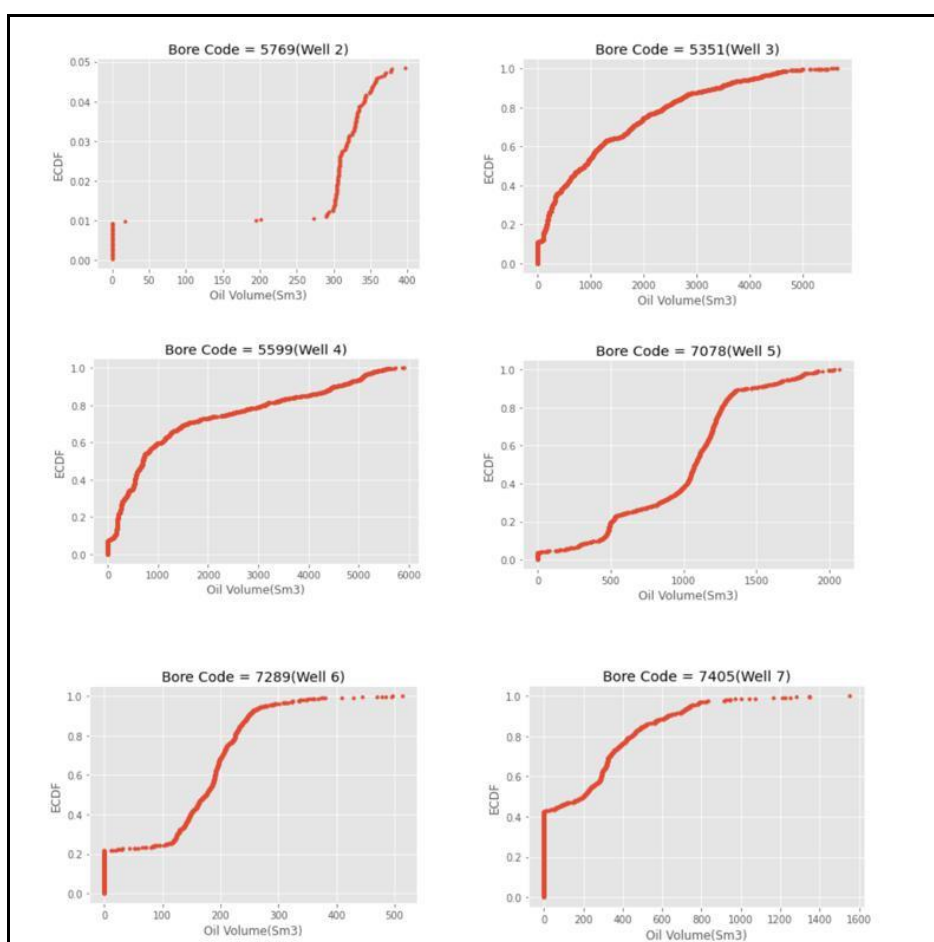 Bore Code = 5769(Well 2)
0.05
0.04
0.03
0.02
0.01
0.00
ECDF
0 50 100 150 200 250 300 350 400
Oil Volume(Sm3)
Bore Code = 5351(Well 3)
1.0
0.8
0.6
0.4
0.2
0.0
ECDF
0 1000 2000 3000 4000 5000
Oil Volume(Sm3)
Bore Code = 5599(Well 4)
1.0
0.8
0.6
0.4
0.2
0.0
ECDF
0 1000 2000 3000 4000 5000 6000
Oil Volume(Sm3)
Bore Code = 7078(Well 5)
1.0
0.8
0.6
0.4
0.2
0.0
ECDF
0 500 1000 1500 2000
Oil Volume(Sm3)
Bore Code = 7289(Well 6)
1.0
0.8
0.6
0.4
0.2
0.0
ECDF
0 100 200 300 400 500
Oil Volume(Sm3)
Bore Code = 7405(Well 7)
1.0
0.8
0.6
0.4
0.2
0.0
ECDF
0 200 400 600 800 1000 1200 1400 1600
Oil Volume(Sm3)